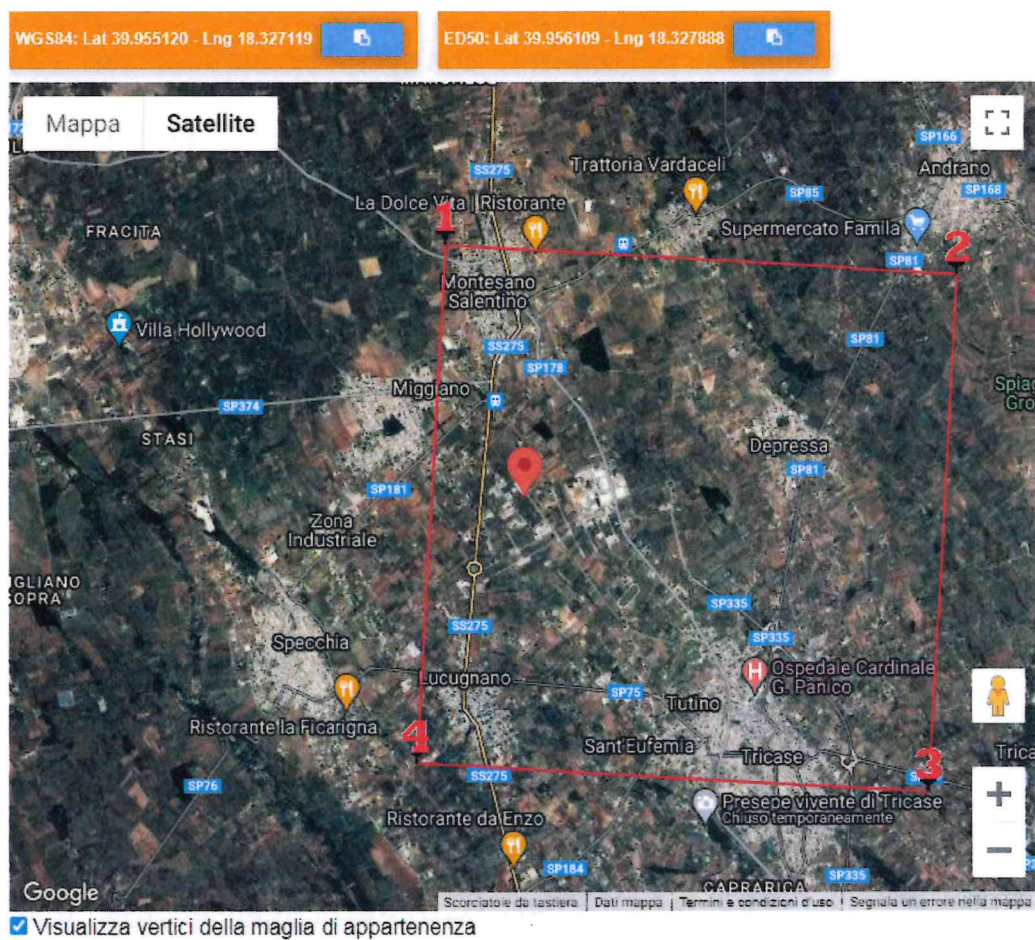 WGS84: Lat 39.955120 - Lng 18.327119
ED50: Lat 39.956109 - Lng 18.327888
Mappa
Satellite
SP166
Andrano
SS275
Trattoria Vardaceli
SP85
SP168
La Dolce Vita | Ristorante
1
FRACITA
Supermercato Famila
SP81
2
Montesano
Salentino
Villa Hollywood
SS275
SP81
SP178
Miggiano
SP374
STASI
Depressa
SP81
SP181
Zona
Industriale
IGLIANO
SOPRA
SP335
SS275
SP335
Specchia
Ospedale Cardinale
G. Panico
Lucugnano
SP75
Tutino
Ristorante la Ficarigna
4
Sant'Eufemia
Tricase
3
SS275
SP76
Presepe vivente di Tricase
Chiuso temporaneamente
Ristorante da Enzo
SP184
SP335
CAPRARICA
Google
Scorciatoie da tastiera
Dati mappa
Termini e condizioni d'uso
Segnala un errore nella mappa
Visualizza vertici della maglia di appartenenza